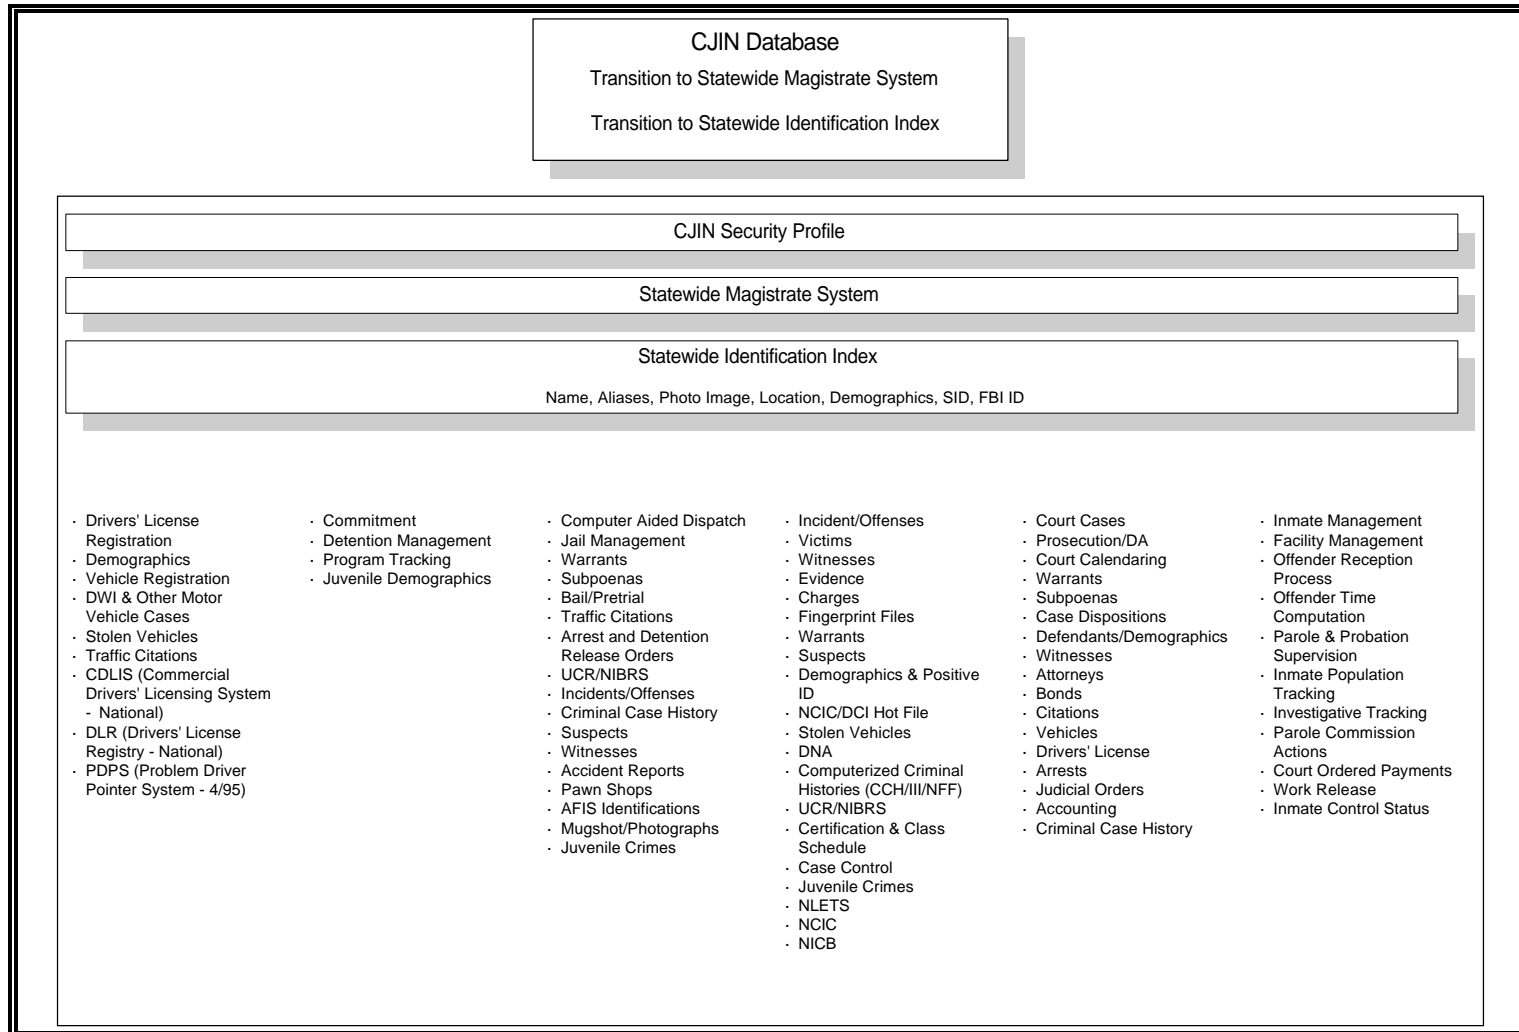 CJIN Database
Transition to Statewide Magistrate System
Transition to Statewide Identification Index
CJIN Security Profile
Statewide Magistrate System
Statewide Identification Index
Name, Aliases, Photo Image, Location, Demographics, SID, FBI ID
· Drivers' License
Registration
· Demographics
· Vehicle Registration
· DWI & Other Motor
Vehicle Cases
· Stolen Vehicles
· Traffic Citations
· CDLIS (Commercial
Drivers' Licensing System
- National)
· DLR (Drivers' License
Registry - National)
· PDPS (Problem Driver
Pointer System - 4/95)
· Commitment
· Detention Management
· Program Tracking
· Juvenile Demographics
· Computer Aided Dispatch
· Jail Management
· Warrants
· Subpoenas
· Bail/Pretrial
· Traffic Citations
· Arrest and Detention
Release Orders
· UCR/NIBRS
· Incidents/Offenses
· Criminal Case History
· Suspects
· Witnesses
· Accident Reports
· Pawn Shops
· AFIS Identifications
· Mugshot/Photographs
· Juvenile Crimes
· Incident/Offenses
· Victims
· Witnesses
· Evidence
· Charges
· Fingerprint Files
· Warrants
· Suspects
· Demographics & Positive
ID
· NCIC/DCI Hot File
· Stolen Vehicles
· DNA
· Computerized Criminal
Histories (CCH/III/NFF)
· UCR/NIBRS
· Certification & Class
Schedule
· Case Control
· Juvenile Crimes
· NLETS
· NCIC
· NICB
· Court Cases
· Prosecution/DA
· Court Calendaring
· Warrants
· Subpoenas
· Case Dispositions
· Defendants/Demographics
· Witnesses
· Attorneys
· Bonds
· Citations
· Vehicles
· Drivers' License
· Arrests
· Judicial Orders
· Accounting
· Criminal Case History
· Inmate Management
· Facility Management
· Offender Reception
Process
· Offender Time
Computation
· Parole & Probation
Supervision
· Inmate Population
Tracking
· Investigative Tracking
· Parole Commission
Actions
· Court Ordered Payments
· Work Release
· Inmate Control Status